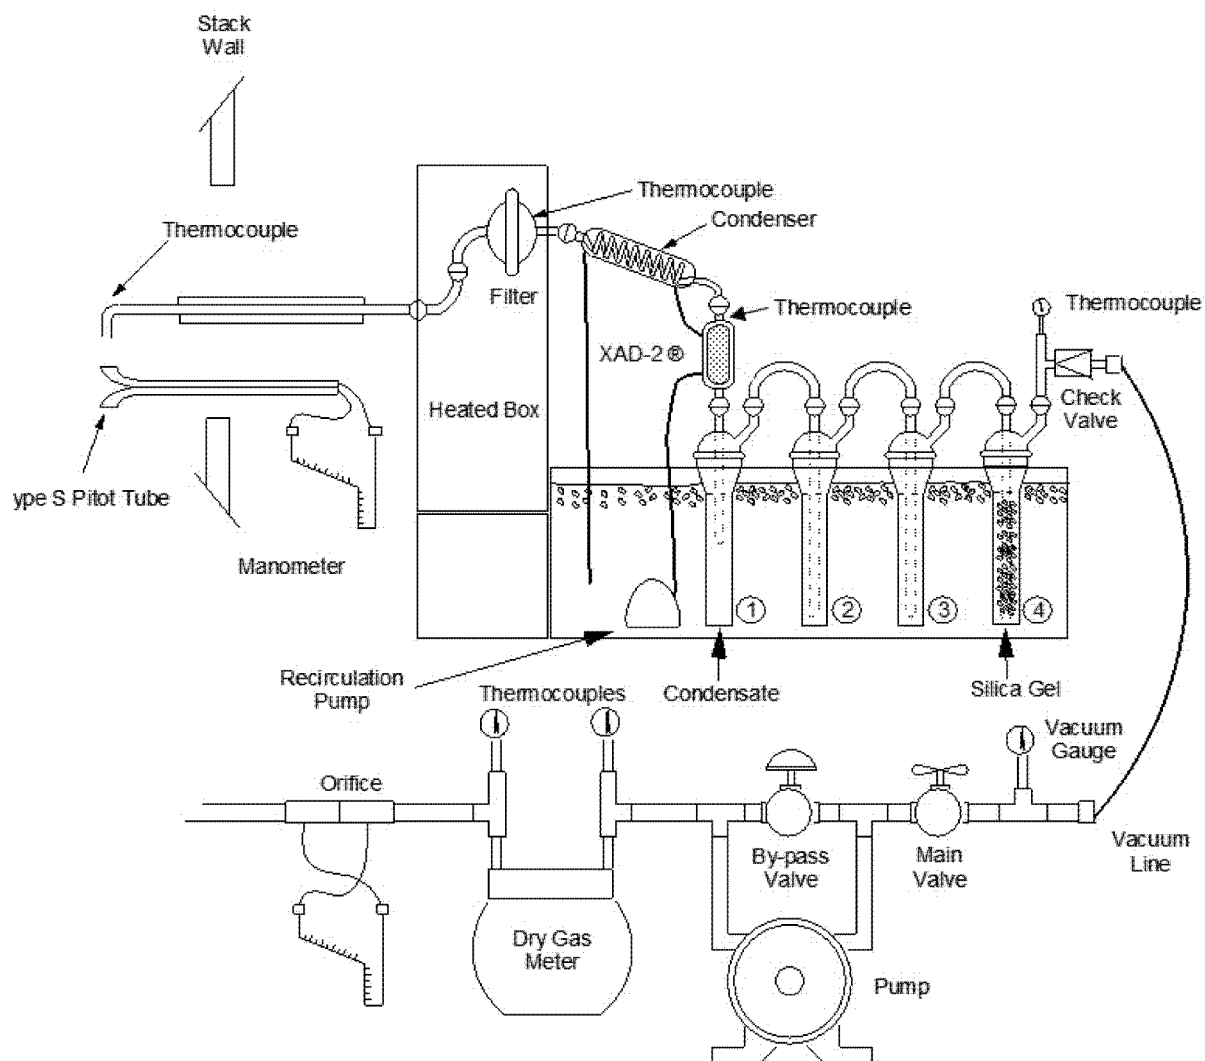 Stack
Wall
Thermocouple
Thermocouple
Condenser
Filter
Thermocouple
Thermocouple
XAD-2 ®
Heated Box
Check
Valve
ype S Pitot Tube
Manometer
1
2
3
4
Recirculation
Pump
Thermocouples
Condensate
Silica Gel
Vacuum
Gauge
Orifice
By-pass
Valve
Main
Valve
Vacuum
Line
Dry Gas
Meter
Pump